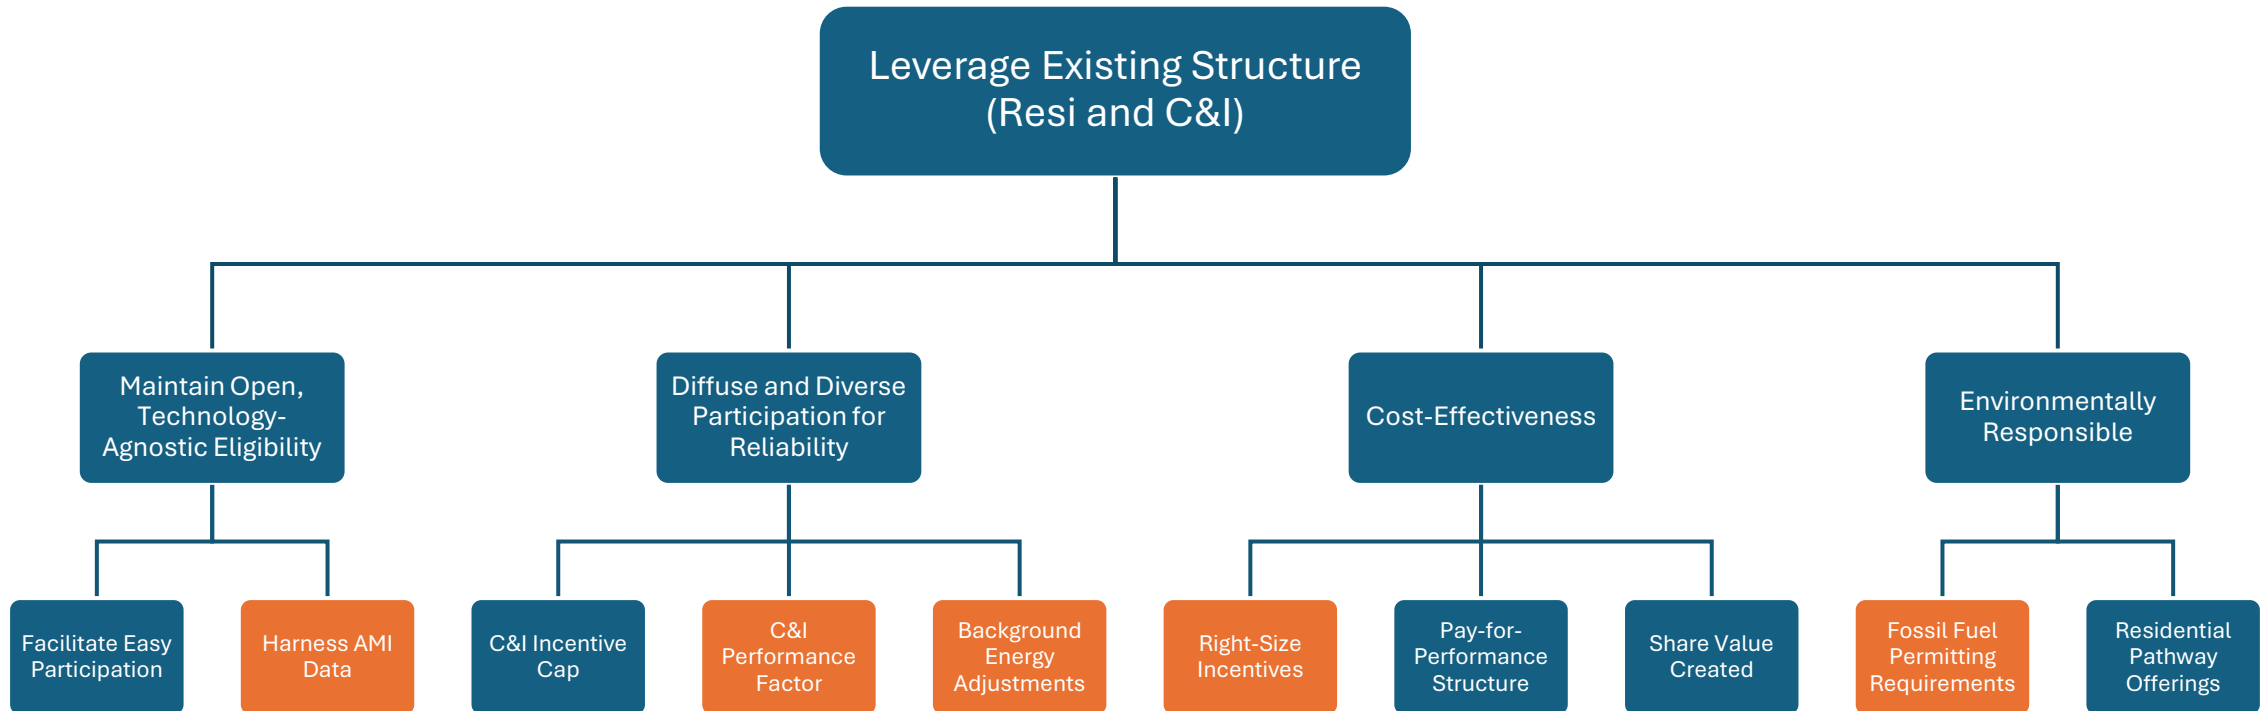 Leverage Existing Structure
(Resi and C&I)
Maintain Open,
Technology-
Agnostic Eligibility
Diffuse and Diverse
Participation for
Reliability
Cost-Effectiveness
Environmentally
Responsible
Facilitate Easy
Participation
Harness AMI
Data
C&I Incentive
Cap
C&I
Performance
Factor
Background
Energy
Adjustments
Right-Size
Incentives
Pay-for-
Performance
Structure
Share Value
Created
Fossil Fuel
Permitting
Requirements
Residential
Pathway
Offerings